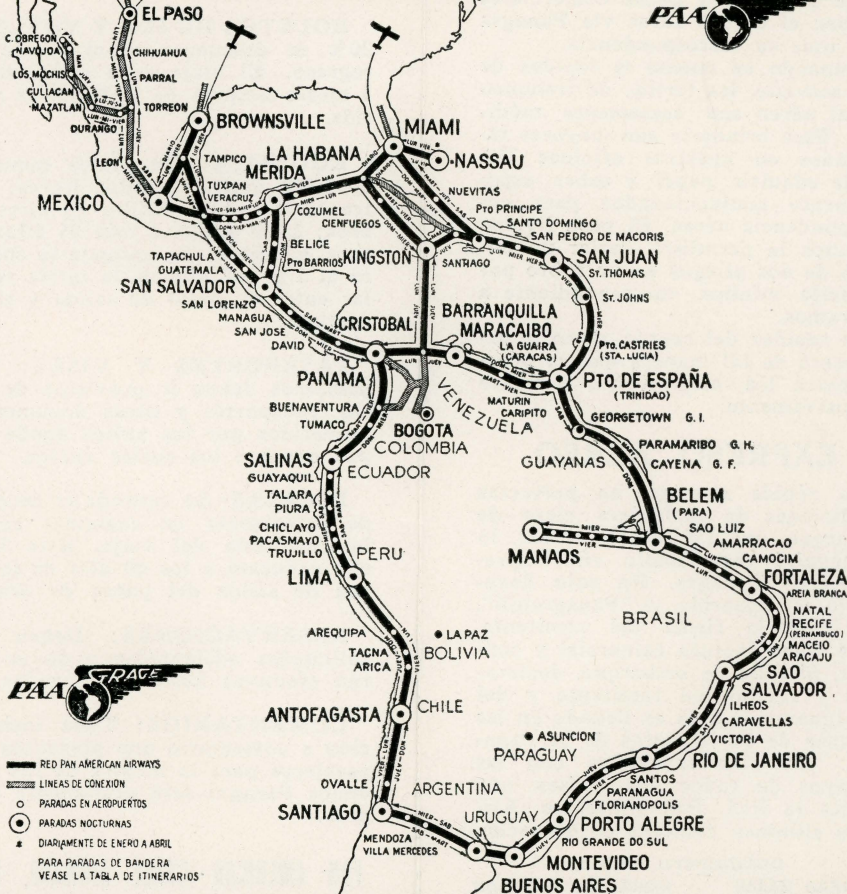 PAA
EL PASO
C. OBREGON
NAVOJOA
LOS MOCHIS
CULIACAN
MAZATLAN
DURANGO
CHIHUAHUA
PARRAL
TORREON
LEON
MEXICO
BROWNSVILLE
TAMPICO
TUXPAN
VERACRUZ
MIAMI
NASSAU
LA HABANA
MERIDA
COZUMEL
CIENFUEGOS
NUEVITAS
PTO PRINCIPE
SANTO DOMINGO
SAN PEDRO DE MACORIS
KINGSTON
SANTIAGO
SAN JUAN
ST. THOMAS
ST. JOHNS
BELICE
PTO BARRIOS
TAPACHULA
GUATEMALA
SAN SALVADOR
SAN LORENZO
MANAGUA
SAN JOSE
DAVID
CRISTOBAL
PANAMA
BARRANQUILLA
MARACAIBO
LA GUAIRA
(CARACAS)
PTO. CASTRIES
(STA. LUCIA)
PTO. DE ESPAÑA
(TRINIDAD)
MATURIN
CARIPITO
VENEZUELA
BUENAVENTURA
TUMACO
BOGOTA
COLOMBIA
GEORGETOWN G. I.
PARAMARIBO G. H.
CAYENA G. F.
GUAYANAS
SALINAS
GUAYAQUIL
ECUADOR
TALARA
PIURA
CHICLAYO
PACASMAYO
TRUJILLO
PERU
LIMA
BELEM
(PARA)
SAO LUIZ
AMARRACAO
CAMOCIM
MANAOS
MIER
VIER
FORTALEZA
AREIA BRANCA
BRASIL
NATAL
RECIFE
(PERNAMBUCO)
MACEIO
ARACAJU
AREQUIPA
TACNA
ARICA
LA PAZ
BOLIVIA
SAO
SALVADOR
ILHEOS
CARAVELLAS
VICTORIA
PAA GRACE
ANTOFAGASTA
CHILE
ASUNCION
PARAGUAY
RIO DE JANEIRO
SANTOS
PARANAGUA
FLORIANOPOLIS
OVALLE
ARGENTINA
SANTIAGO
URUGUAY
PORTO ALEGRE
RIO GRANDE DO SUL
MENDOZA
VILLA MERCEDES
MONTEVIDEO
BUENOS AIRES
RED PAN AMERICAN AIRWAYS
LINEAS DE CONEXION
PARADAS EN AEROPUERTOS
PARADAS NOCTURNAS
DIARIAMENTE DE ENERO A ABRIL
PARA PARADAS DE BANDERA
VEASE LA TABLA DE ITINERARIOS